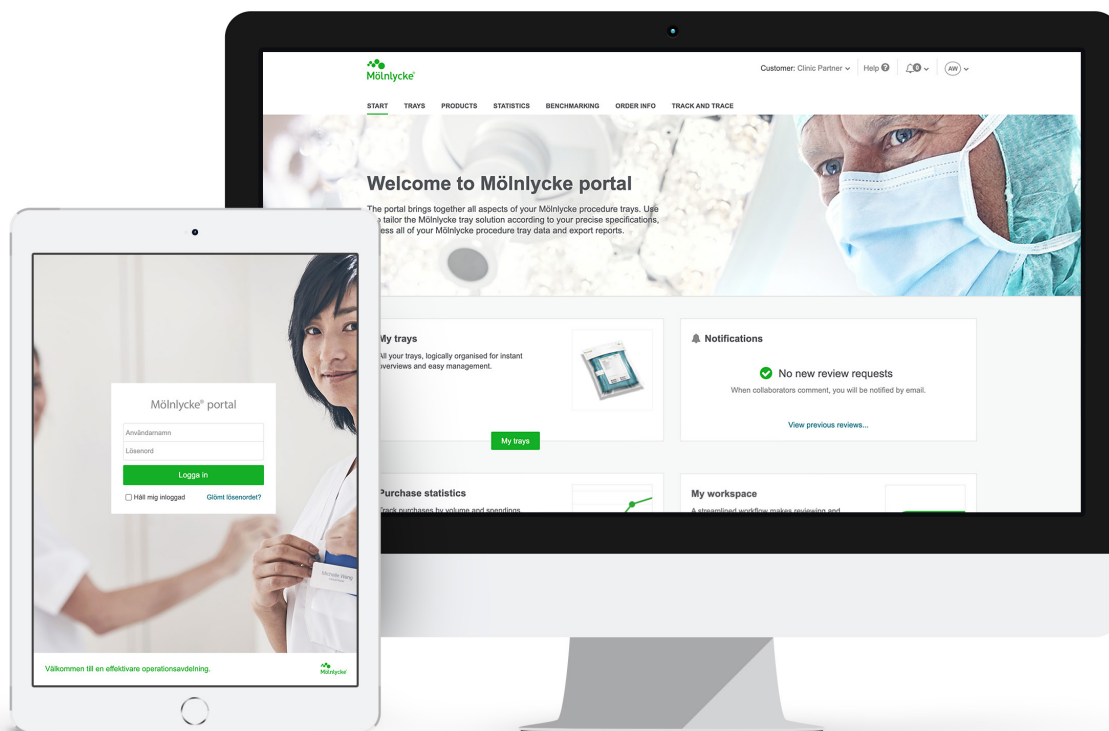 Mölnlycke®
Customer: Clinic Partner
Help ?
0
AW
START TRAYS PRODUCTS STATISTICS BENCHMARKING ORDER INFO TRACK AND TRACE
Welcome to Mölnlycke portal
The portal brings together all aspects of your Mölnlycke procedure trays. Use
tailor the Mölnlycke tray solution according to your precise specifications,
ess all of your Mölnlycke procedure tray data and export reports.
My trays
All your trays, logically organised for instant
overviews and easy management.
My trays
Notifications
No new review requests
When collaborators comment, you will be notified by email.
View previous reviews...
Purchase statistics
Track purchases by volume and spendings
My workspace
A streamlined workflow makes reviewing and
Mölnlycke® portal
Användarnamn
Lösenord
Logga in
Håll mig inloggad
Glömt lösenordet?
Välkommen till en effektivare operationsavdelning.
Mölnlycke®